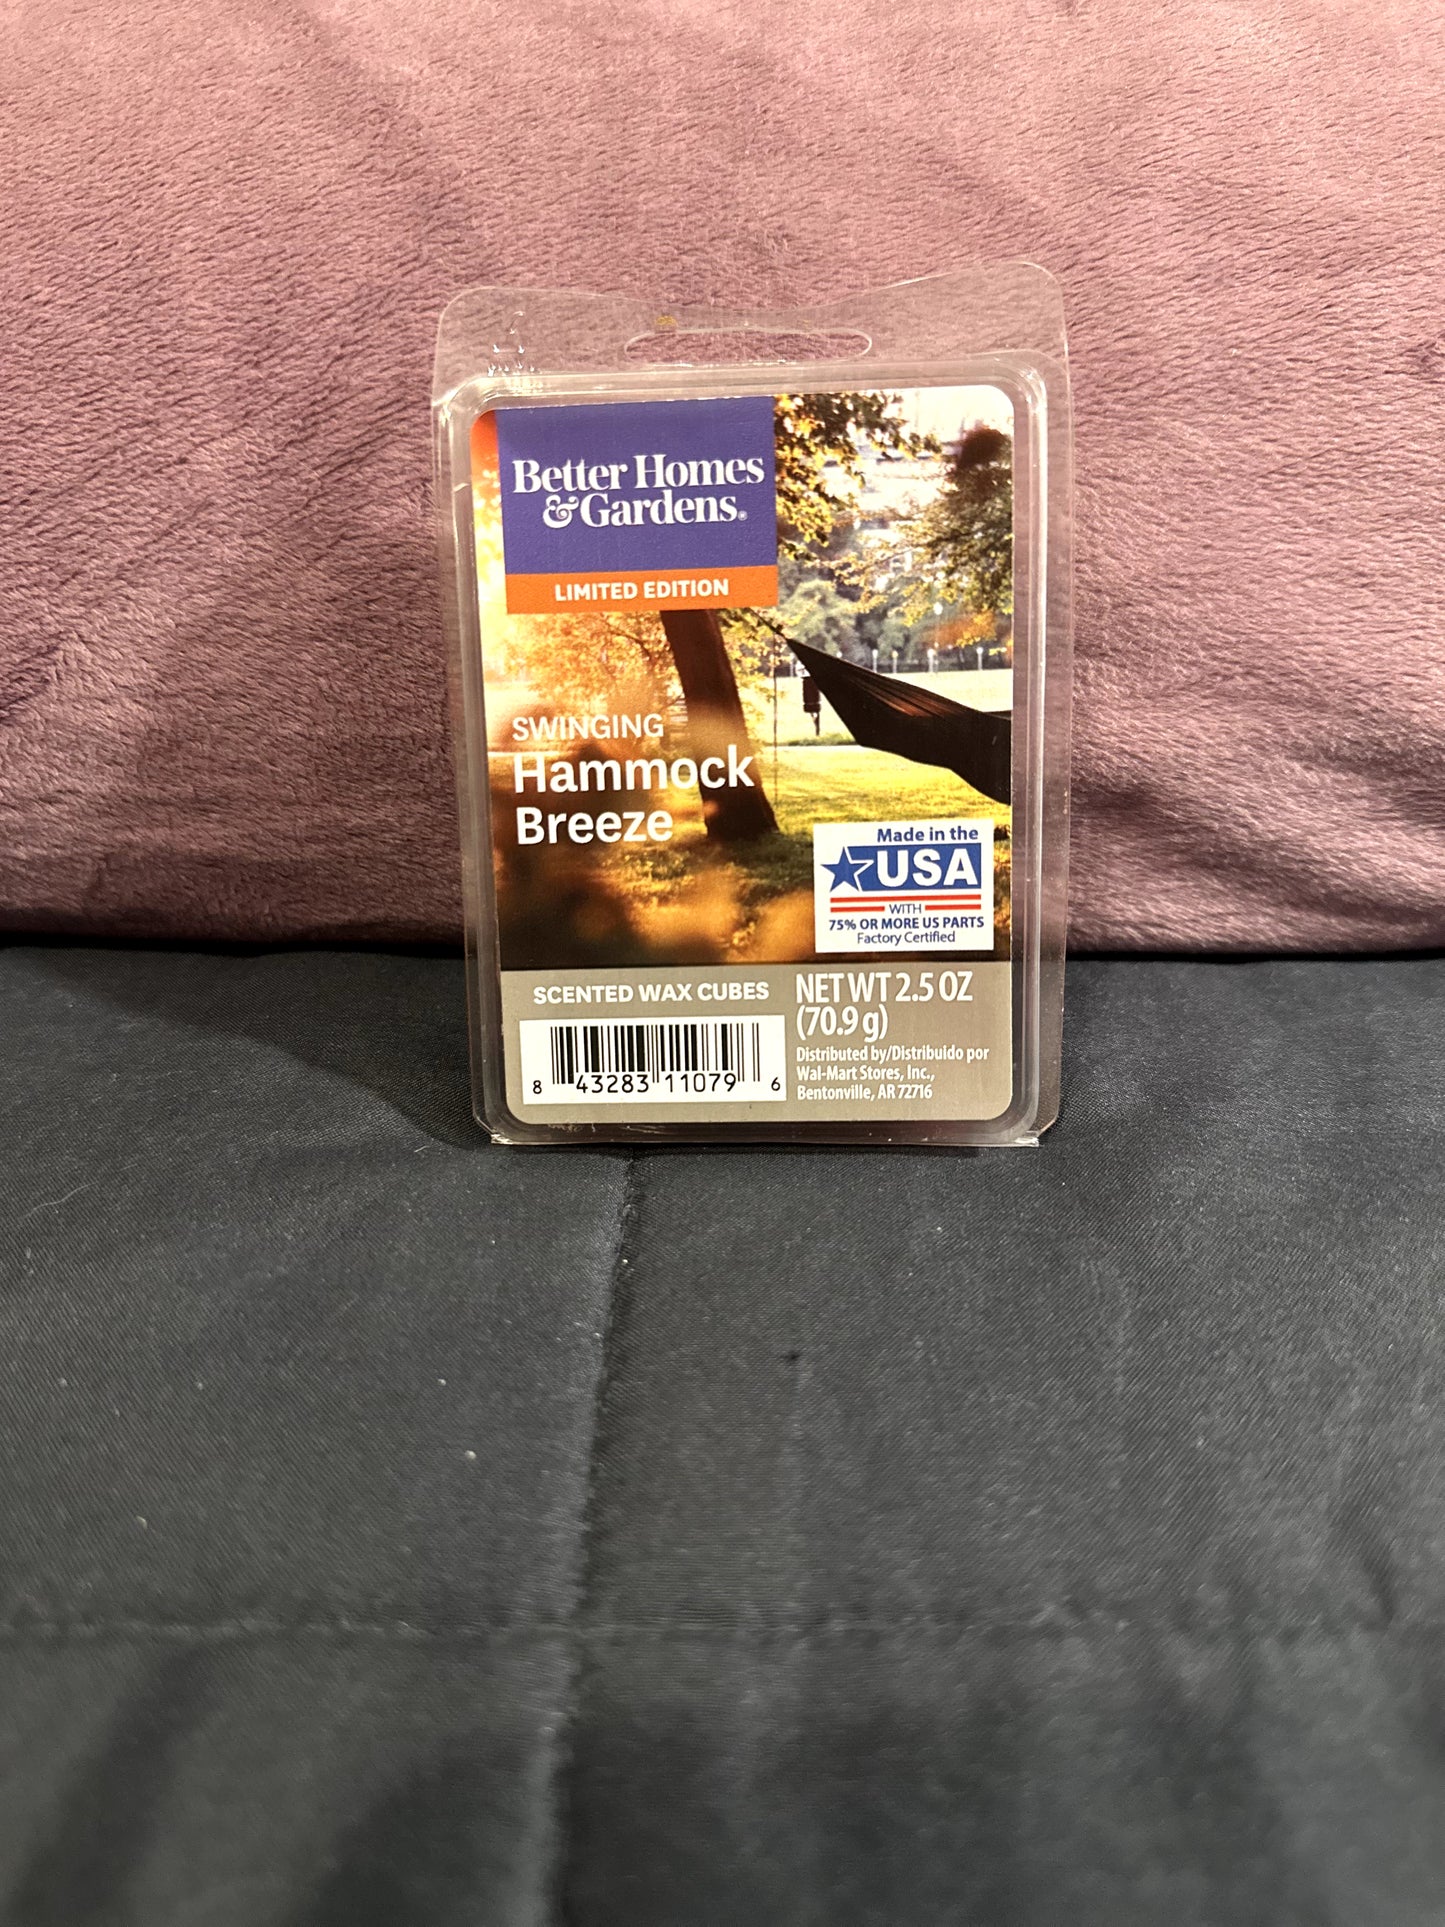 Better Homes
& Gardens®
LIMITED EDITION
SWINGING
Hammock
Breeze
Made in the
USA
WITH
75% OR MORE US PARTS
Factory Certified
SCENTED WAX CUBES
8 43283 11079 6
NET WT 2.5 OZ
(70.9 g)
Distributed by/Distribuido por
Wal-Mart Stores, Inc.,
Bentonville, AR 72716